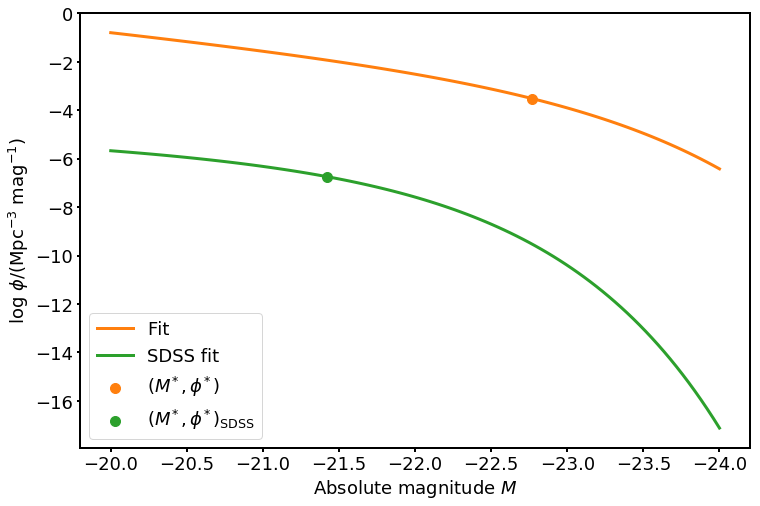 0
−2
−4
−6
−8
−10
−12
−14
−16
log ϕ/(Mpc⁻³ mag⁻¹)
Fit
SDSS fit
(M*, ϕ*)
(M*, ϕ*)SDSS
−20.0 −20.5 −21.0 −21.5 −22.0 −22.5 −23.0 −23.5 −24.0
Absolute magnitude M